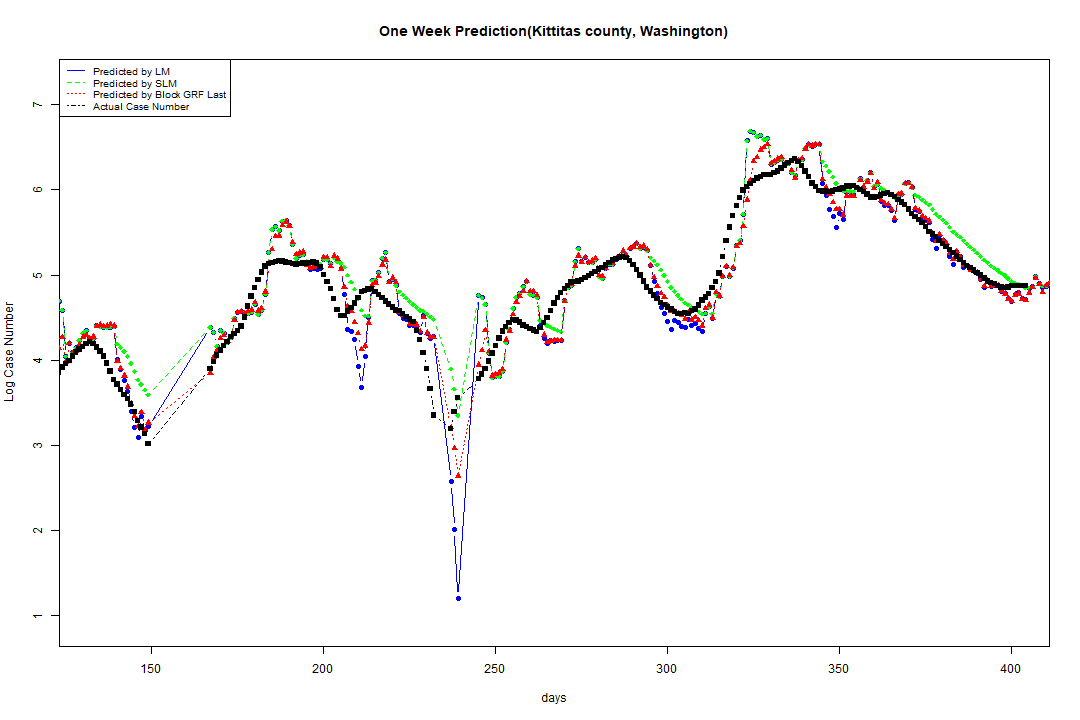 One Week Prediction(Kittitas county, Washington)
Predicted by LM
Predicted by SLM
Predicted by Block GRF Last
Actual Case Number
7
6
5
4
3
2
1
Log Case Number
150 200 250 300 350 400
days